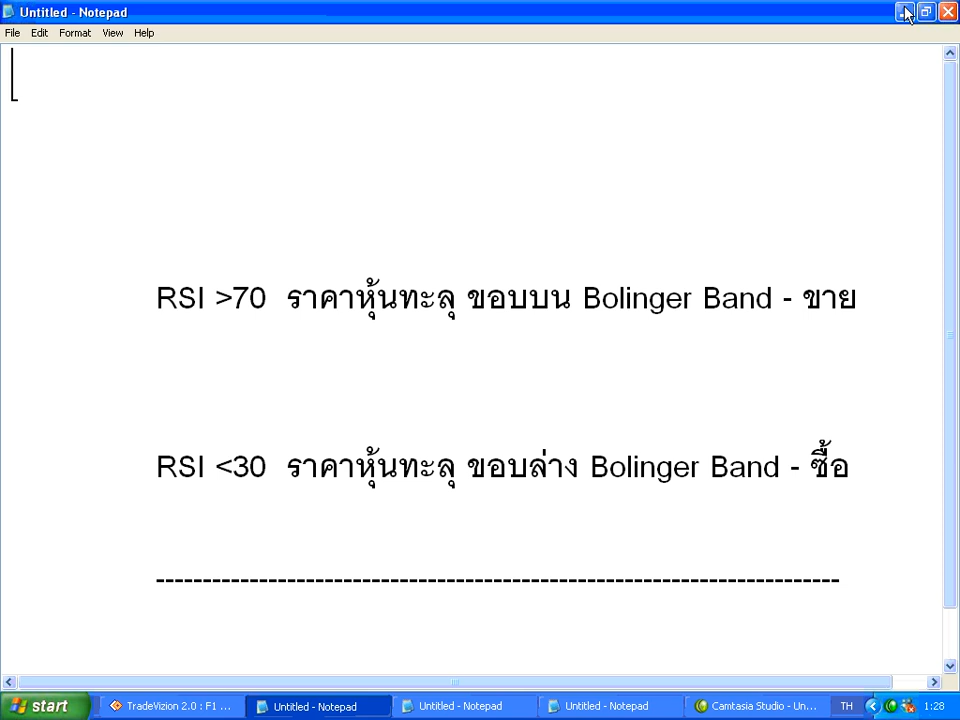 Untitled - Notepad
File Edit Format View Help
RSI >70 ราคาหุ้นทะลุ ขอบบน Bolinger Band - ขาย
RSI <30 ราคาหุ้นทะลุ ขอบล่าง Bolinger Band - ซื้อ
-------------------------------------------------------------------------
start TradeVizion 2.0 : F1 ... Untitled - Notepad Untitled - Notepad Untitled - Notepad Camtasia Studio - Un... TH 1:28